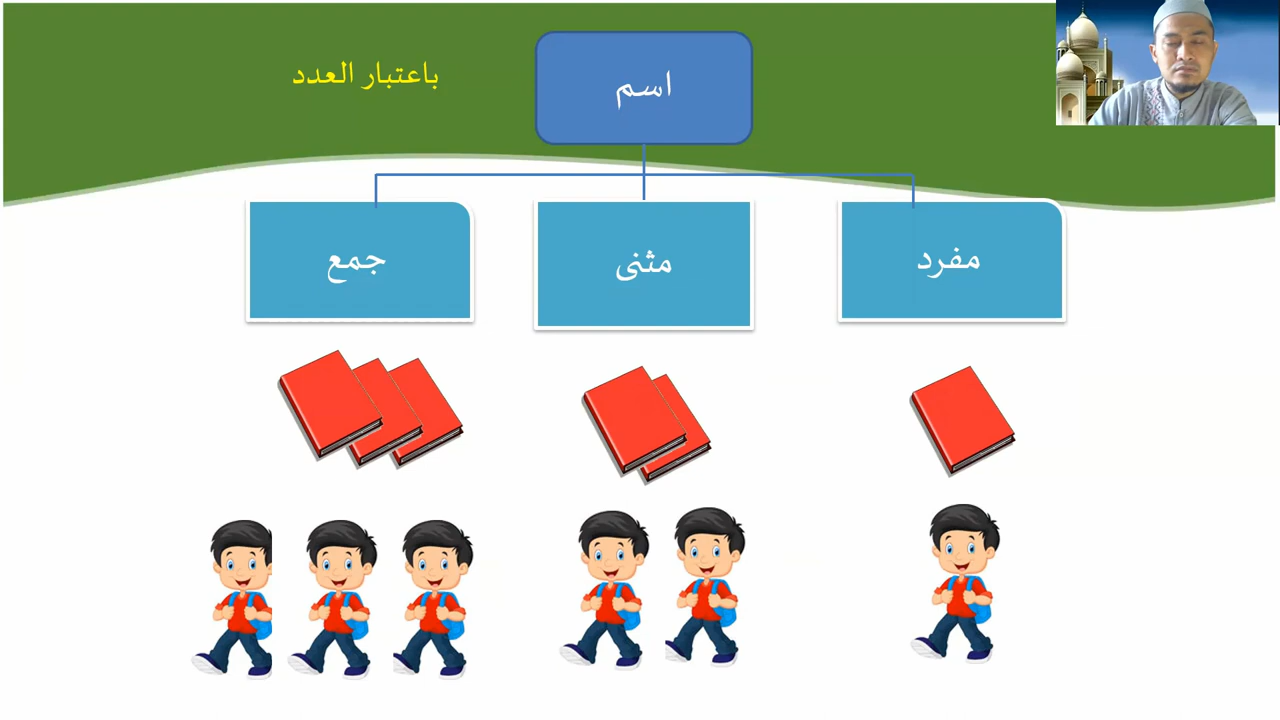 باعتبار العدد
اسم
مفرد
مثنى
جمع